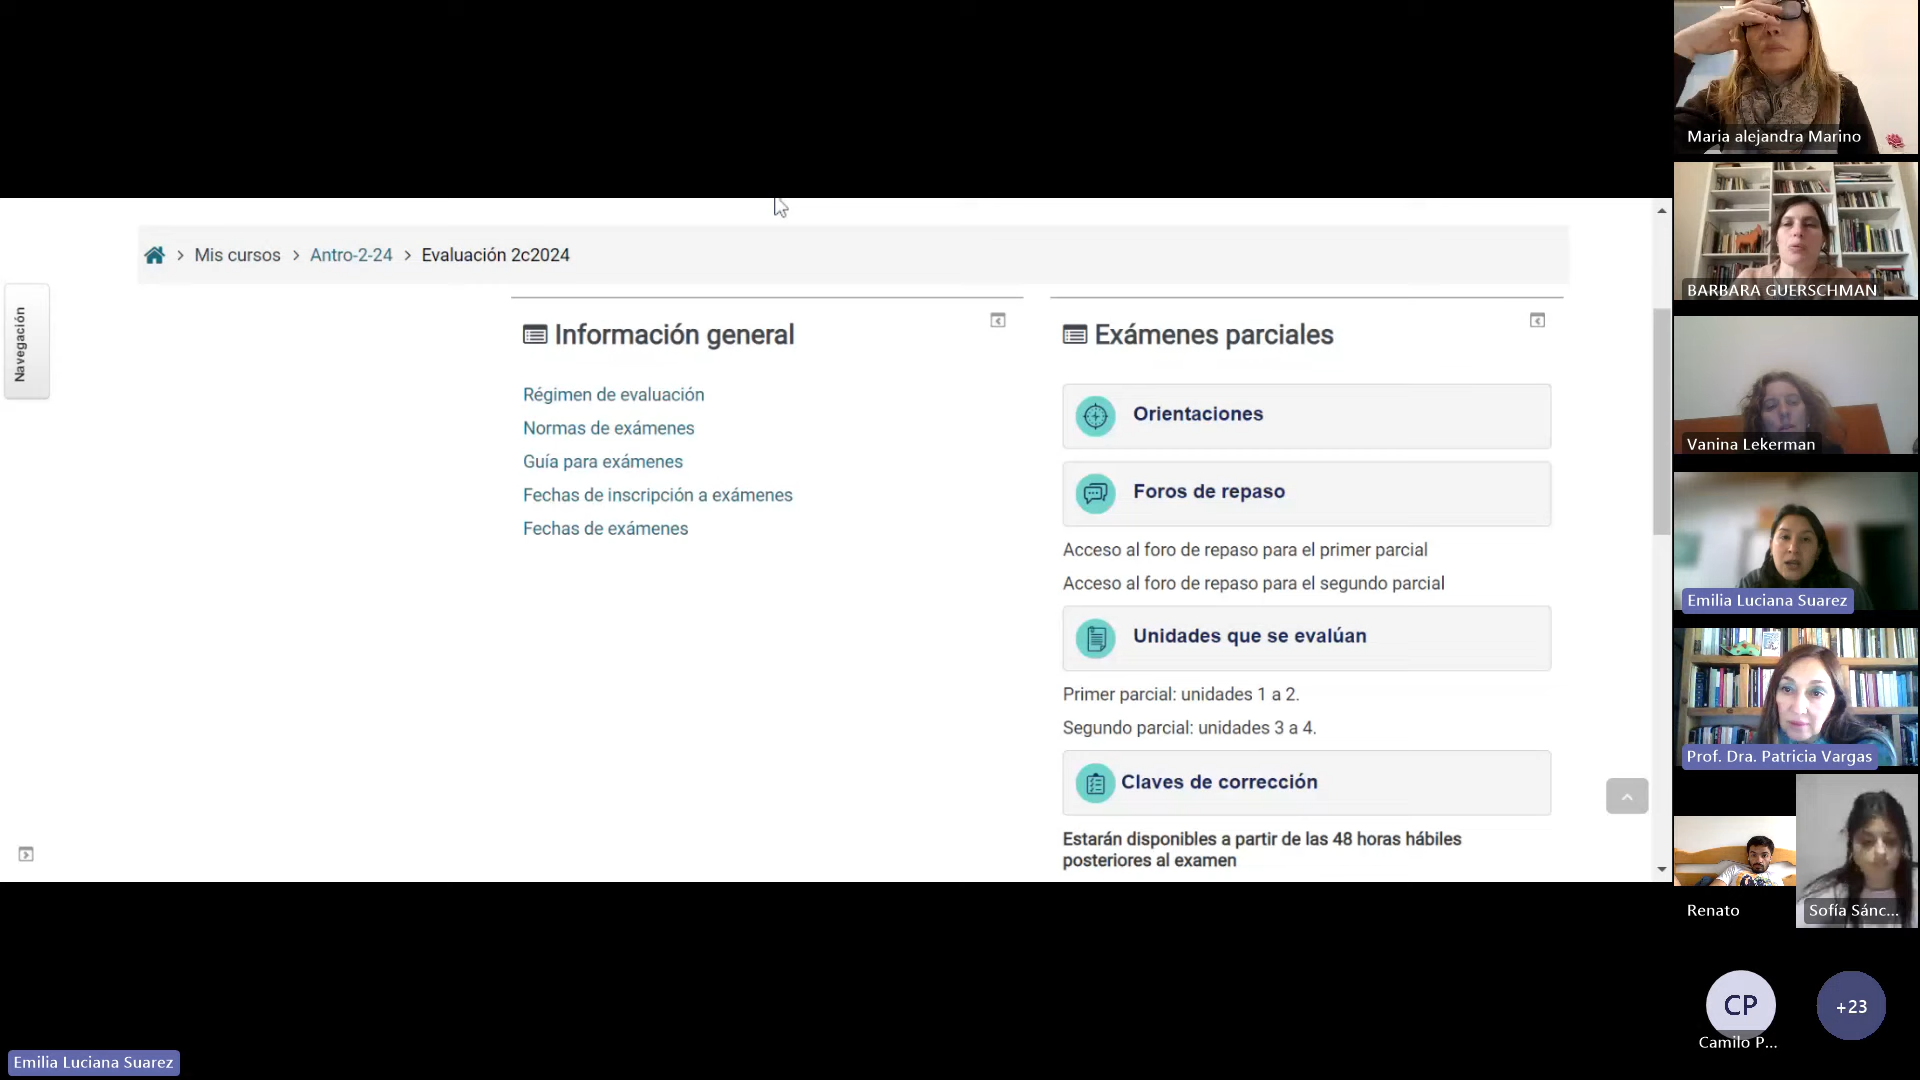 Mis cursos > Antro-2-24 > Evaluación 2c2024
Navegación
Información general
Régimen de evaluación
Normas de exámenes
Guía para exámenes
Fechas de inscripción a exámenes
Fechas de exámenes
Exámenes parciales
Orientaciones
Foros de repaso
Acceso al foro de repaso para el primer parcial
Acceso al foro de repaso para el segundo parcial
Unidades que se evalúan
Primer parcial: unidades 1 a 2.
Segundo parcial: unidades 3 a 4.
Claves de corrección
Estarán disponibles a partir de las 48 horas hábiles
posteriores al examen
Maria alejandra Marino
BARBARA GUERSCHMAN
Vanina Lekerman
Emilia Luciana Suarez
Prof. Dra. Patricia Vargas
Renato
Sofía Sánc...
CP
Camilo P...
+23
Emilia Luciana Suarez